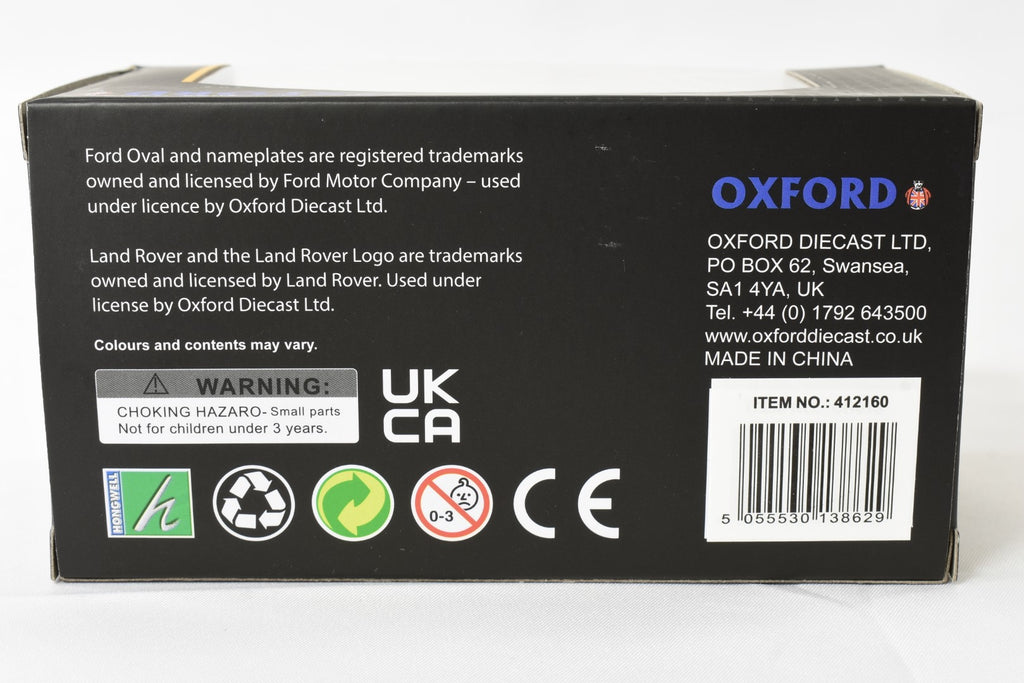 Ford Oval and nameplates are registered trademarks
owned and licensed by Ford Motor Company – used
under licence by Oxford Diecast Ltd.
Land Rover and the Land Rover Logo are trademarks
owned and licensed by Land Rover. Used under
license by Oxford Diecast Ltd.
Colours and contents may vary.
WARNING:
CHOKING HAZARO- Small parts
Not for children under 3 years.
UK
CA
HONGWELL
h
0-3
CE
OXFORD
OXFORD DIECAST LTD,
PO BOX 62, Swansea,
SA1 4YA, UK
Tel. +44 (0) 1792 643500
www.oxforddiecast.co.uk
MADE IN CHINA
ITEM NO.: 412160
5 055530 138629